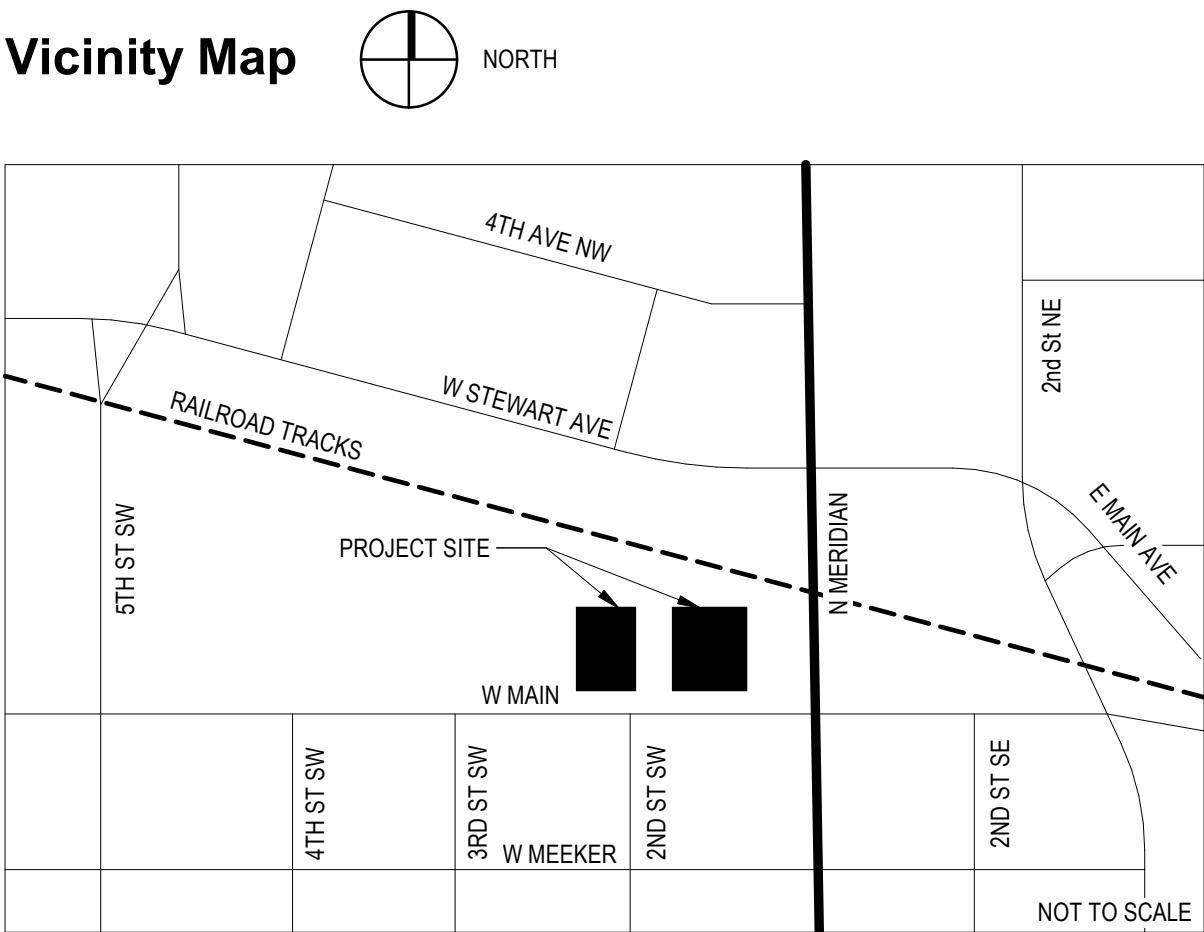 Vicinity Map
NORTH
4TH AVE NW
2nd St NE
W STEWART AVE
RAILROAD TRACKS
E MAIN AVE
5TH ST SW
PROJECT SITE
N MERIDIAN
W MAIN
4TH ST SW
3RD ST SW
2ND ST SW
2ND ST SE
W MEEKER
NOT TO SCALE